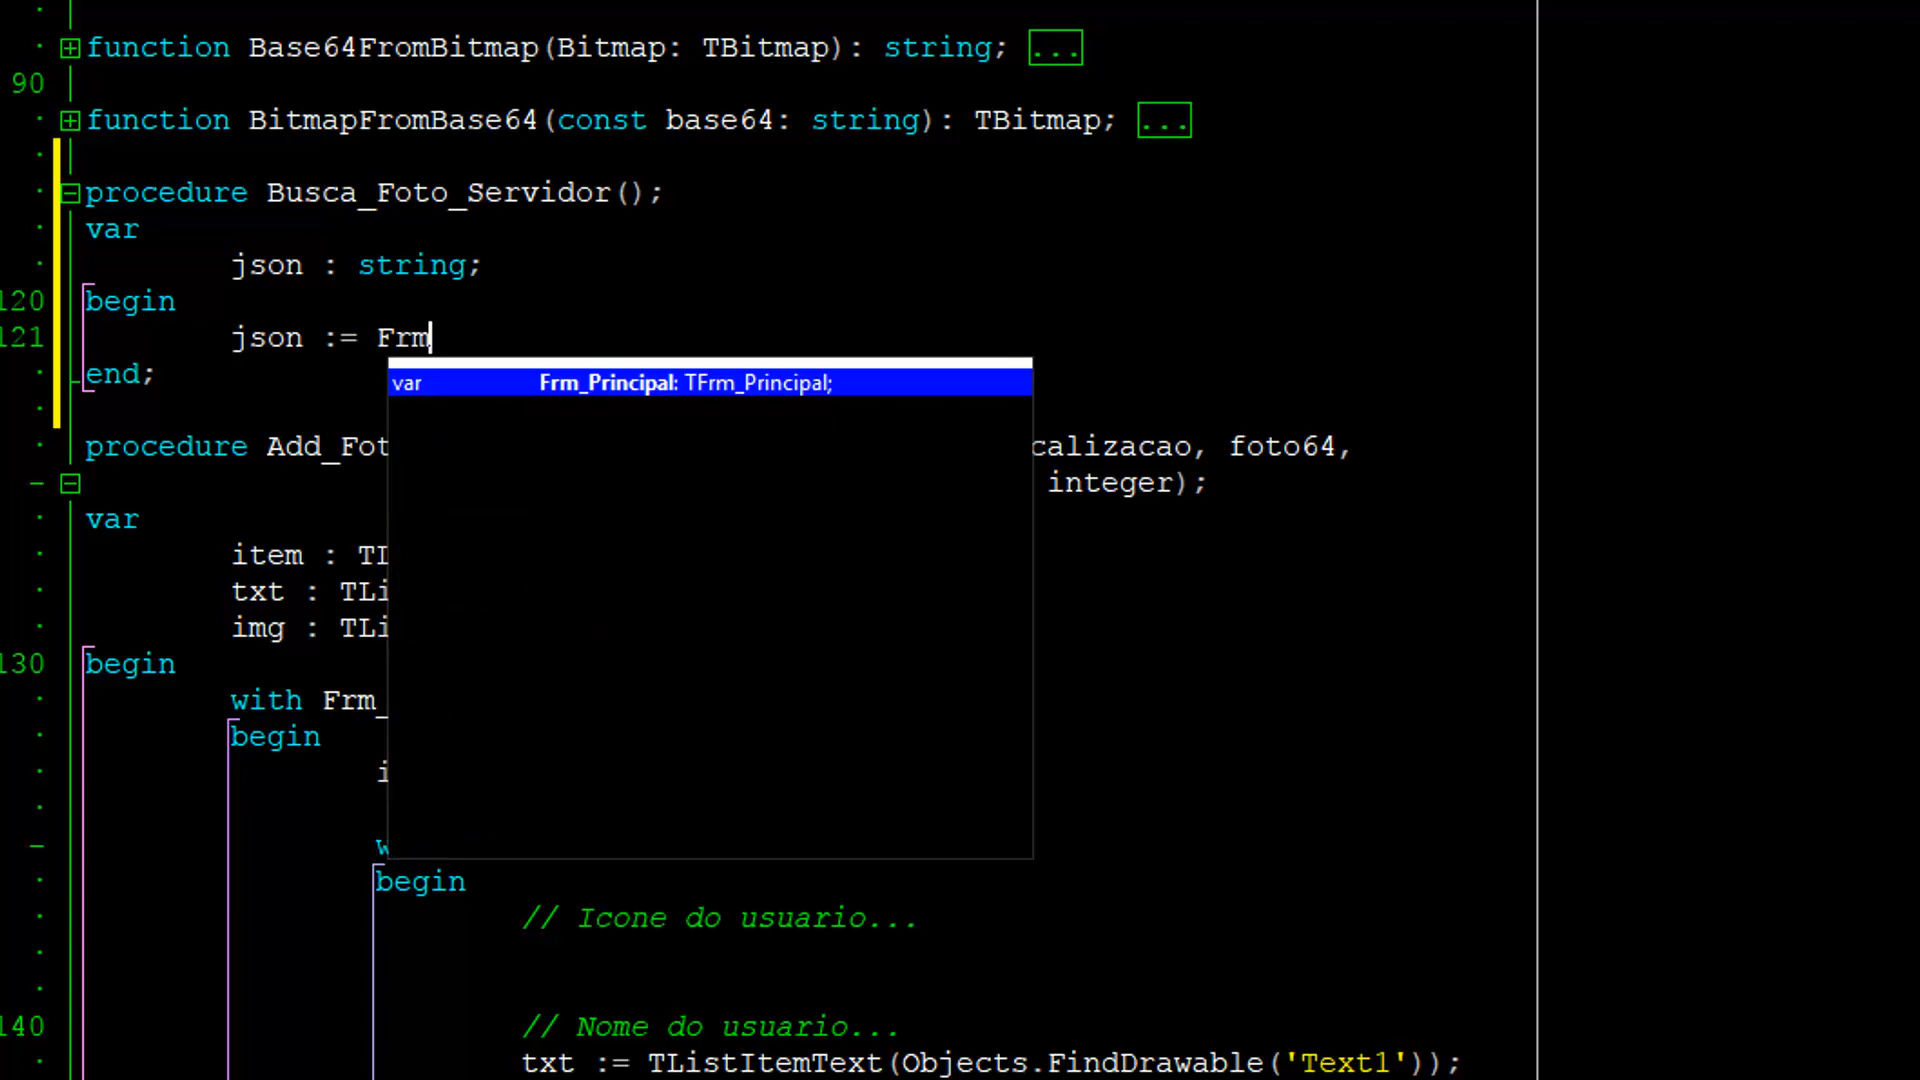 function Base64FromBitmap(Bitmap: TBitmap): string; ...
90
function BitmapFromBase64(const base64: string): TBitmap; ...
procedure Busca_Foto_Servidor();
var
json : string;
120 begin
121 json := Frm
var Frm_Principal: TFrm_Principal;
end;
procedure Add_Fot calizacao, foto64,
integer);
var
item : TI
txt : TLi
img : TLi
130 begin
with Frm_
begin
i
w
begin
// Icone do usuario...
// Nome do usuario...
140
txt := TListItemText(Objects.FindDrawable('Text1'));